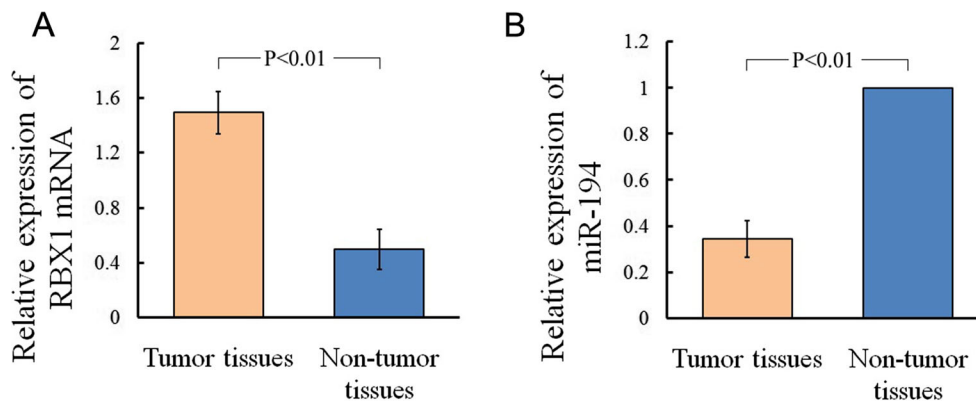 A
Relative expression of
RBX1 mRNA
2
1.6
1.2
0.8
0.4
0
P<0.01
Tumor tissues
Non-tumor
tissues
B
Relative expression of
miR-194
1.2
1
0.8
0.6
0.4
0.2
0
P<0.01
Tumor tissues
Non-tumor
tissues